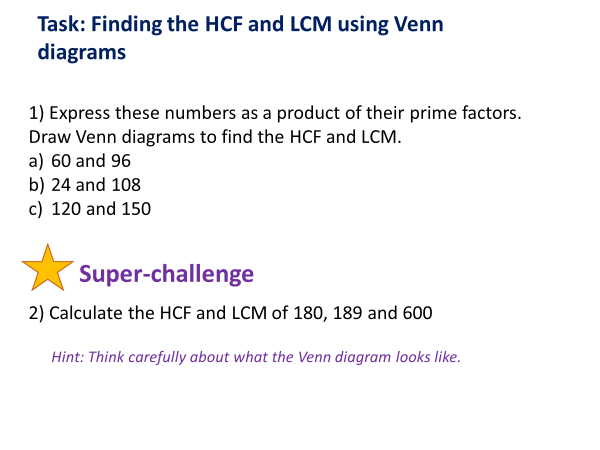 Task: Finding the HCF and LCM using Venn
diagrams
1) Express these numbers as a product of their prime factors.
Draw Venn diagrams to find the HCF and LCM.
a) 60 and 96
b) 24 and 108
c) 120 and 150
Super-challenge
2) Calculate the HCF and LCM of 180, 189 and 600
Hint: Think carefully about what the Venn diagram looks like.